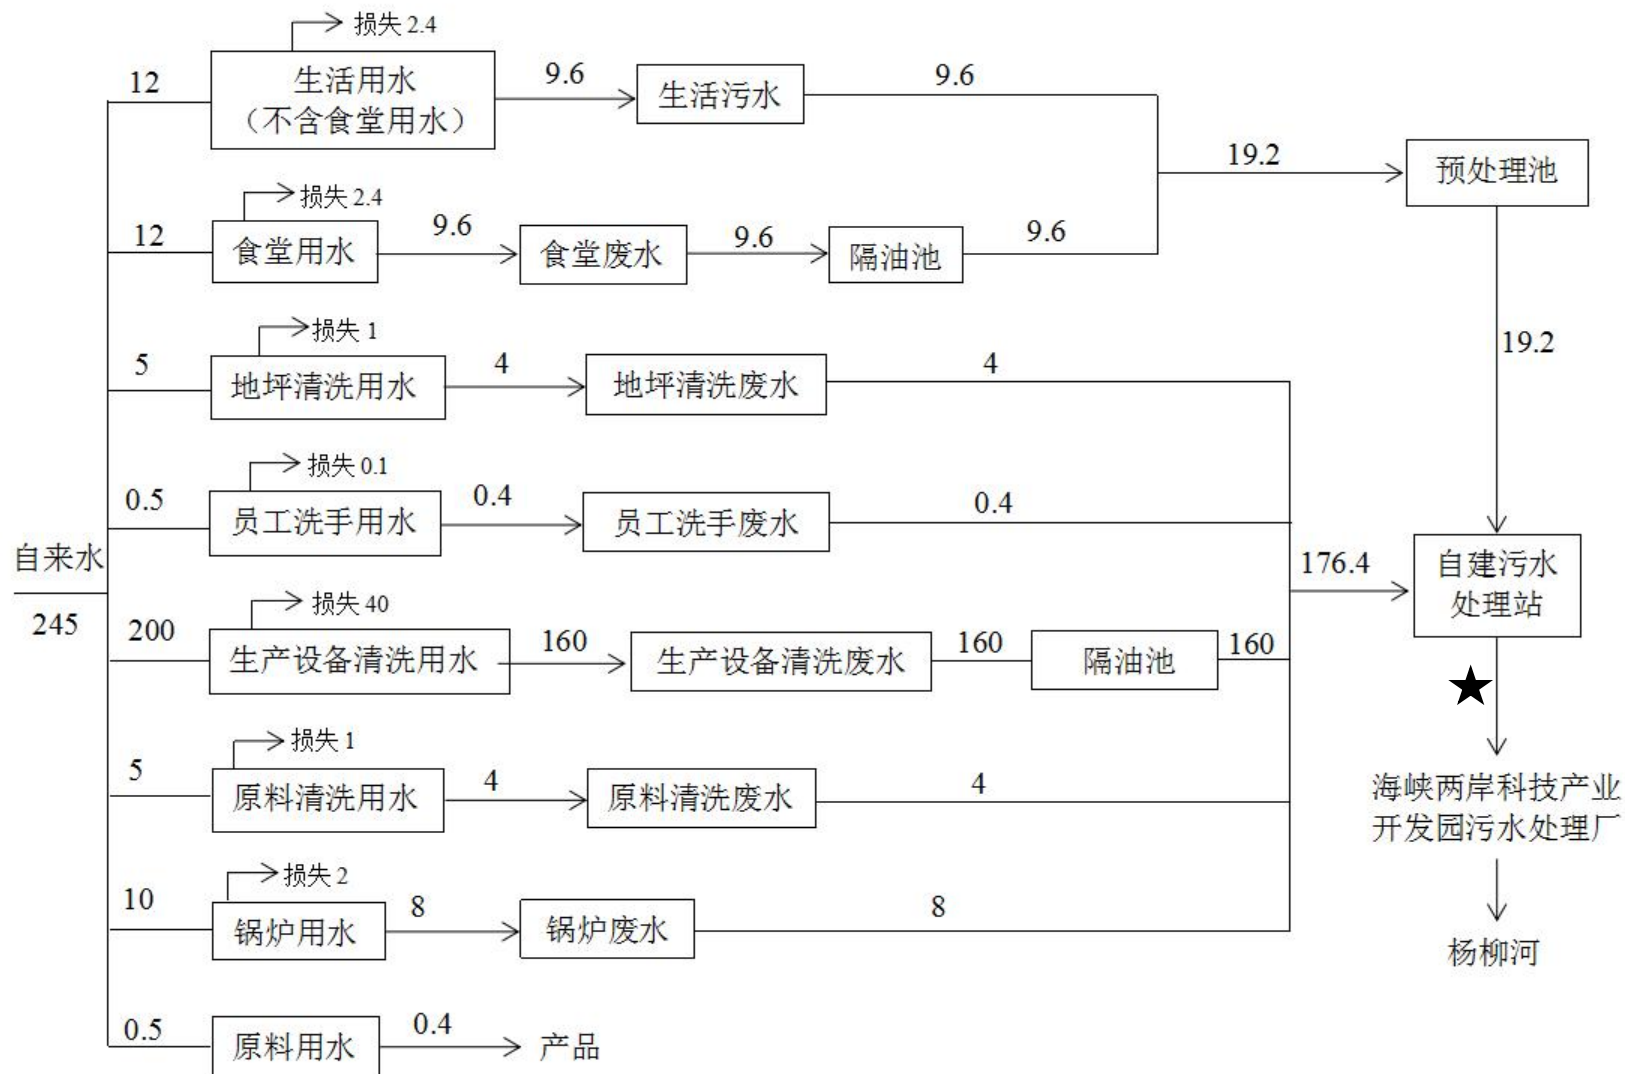 损失2.4
12
生活用水
（不含食堂用水）
9.6
生活污水
9.6
19.2
预处理池
损失2.4
12
食堂用水
9.6
食堂废水
9.6
隔油池
9.6
19.2
损失1
5
地坪清洗用水
4
地坪清洗废水
4
损失0.1
0.5
员工洗手用水
0.4
员工洗手废水
0.4
自来水
245
176.4
自建污水
处理站
损失40
200
生产设备清洗用水
160
生产设备清洗废水
160
隔油池
160
损失1
5
原料清洗用水
4
原料清洗废水
4
海峡两岸科技产业
开发园污水处理厂
损失2
10
锅炉用水
8
锅炉废水
8
杨柳河
0.5
原料用水
0.4
产品